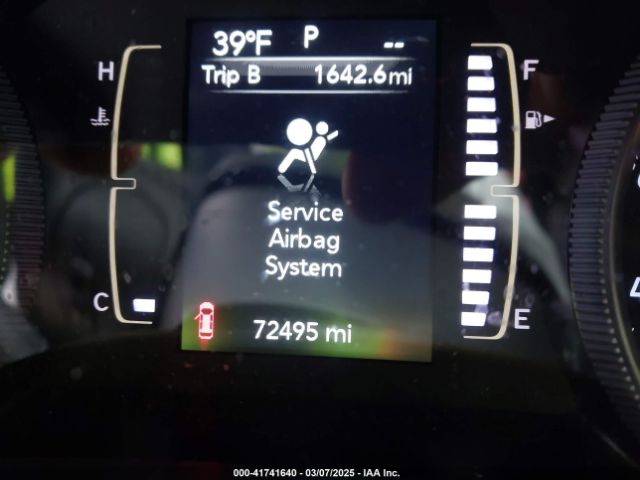 39°F P --
Trip B 1642.6mi
H F
Service
Airbag
System
C E
72495 mi
000-41741640 - 03/07/2025 - IAA Inc.